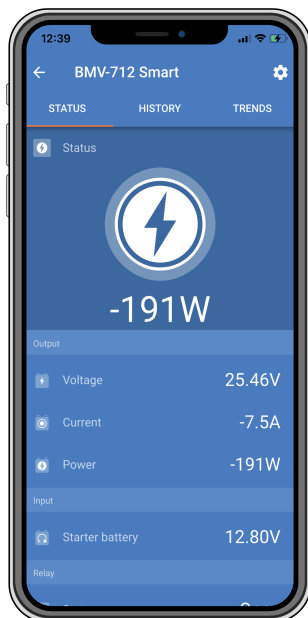 12:39
BMV-712 Smart
STATUS HISTORY TRENDS
Status
-191W
Output
Voltage 25.46V
Current -7.5A
Power -191W
Input
Starter battery 12.80V
Relay